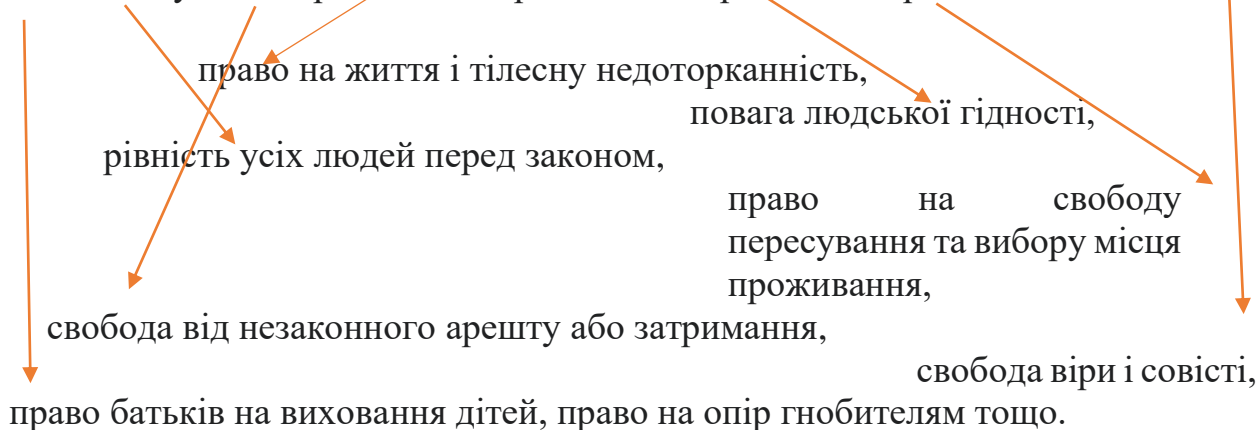 право на життя і тілесну недоторканність,
повага людської гідності,
рівність усіх людей перед законом,
право на свободу
пересування та вибору місця
проживання,
свобода від незаконного арешту або затримання,
свобода віри і совісті,
право батьків на виховання дітей, право на опір гнобителям тощо.